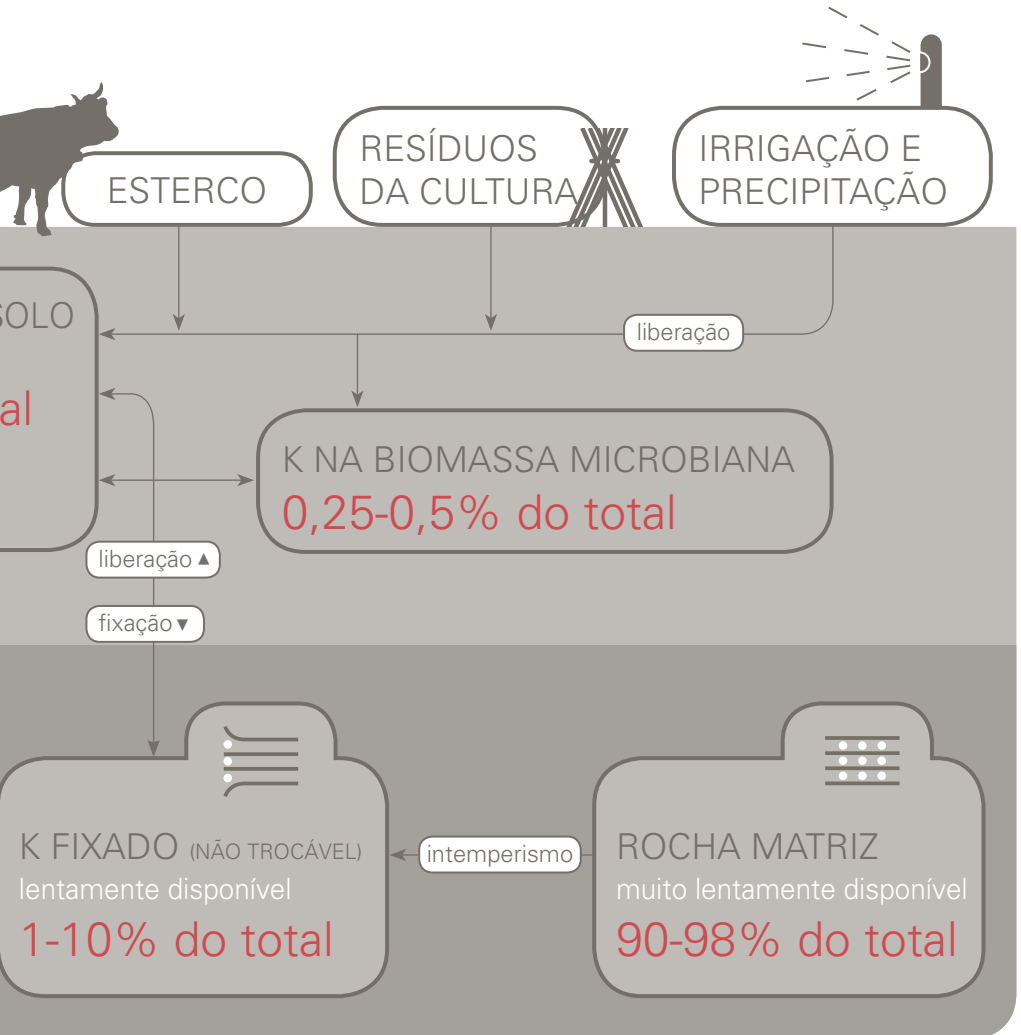 ESTERCO
RESÍDUOS
DA CULTURA
IRRIGAÇÃO E
PRECIPITAÇÃO
SOLO
al
liberação
K NA BIOMASSA MICROBIANA
0,25-0,5% do total
liberação ▲
fixação ▼
K FIXADO (NÃO TROCÁVEL)
lentamente disponível
1-10% do total
intemperismo
ROCHA MATRIZ
muito lentamente disponível
90-98% do total